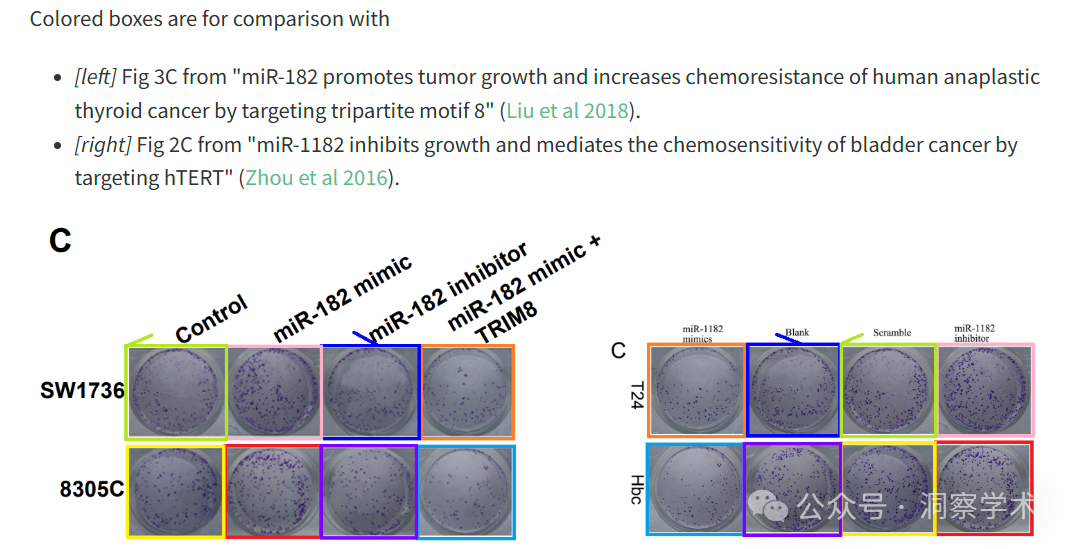 Colored boxes are for comparison with
• [left] Fig 3C from "miR-182 promotes tumor growth and increases chemoresistance of human anaplastic
thyroid cancer by targeting tripartite motif 8" (Liu et al 2018).
• [right] Fig 2C from "miR-1182 inhibits growth and mediates the chemosensitivity of bladder cancer by
targeting hTERT" (Zhou et al 2016).
C
Control
miR-182 mimic
miR-182 inhibitor
miR-182 mimic +
TRIM8
SW1736
8305C
C
miR-1182
mimics
Blank
Scramble
miR-1182
inhibitor
T24
Hbc
公众号 · 洞察学术